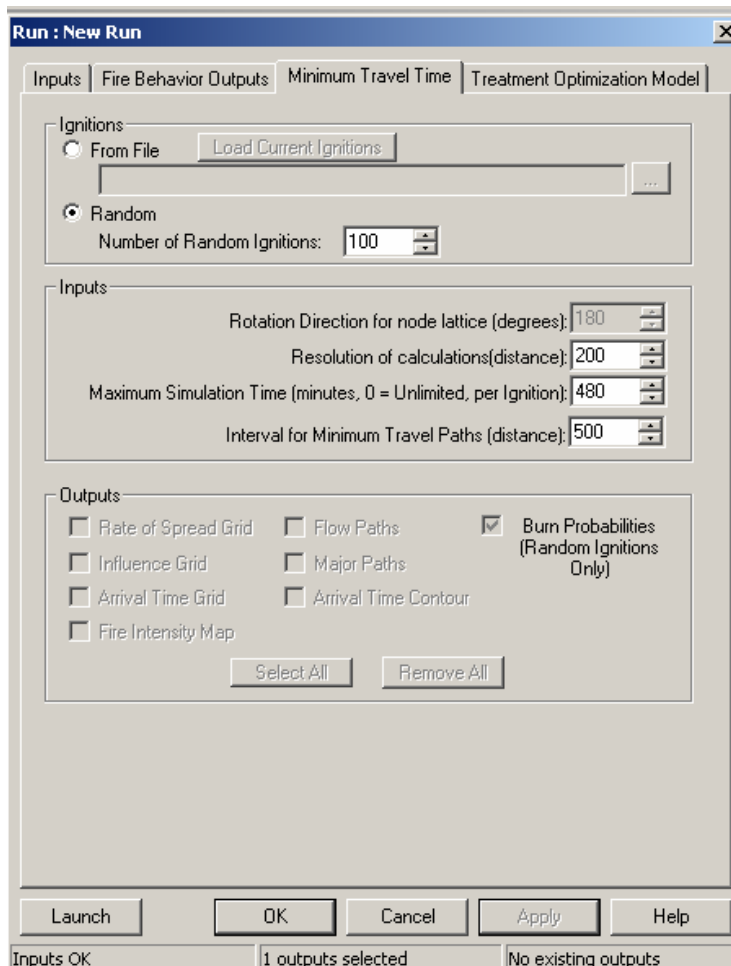 Run : New Run
Inputs
Fire Behavior Outputs
Minimum Travel Time
Treatment Optimization Model
Ignitions
From File
Load Current Ignitions
...
Random
Number of Random Ignitions: 100
Inputs
Rotation Direction for node lattice (degrees): 180
Resolution of calculations(distance): 200
Maximum Simulation Time (minutes, 0 = Unlimited, per Ignition): 480
Interval for Minimum Travel Paths (distance): 500
Outputs
Rate of Spread Grid
Flow Paths
Burn Probabilities
(Random Ignitions
Only)
Influence Grid
Major Paths
Arrival Time Grid
Arrival Time Contour
Fire Intensity Map
Select All
Remove All
Launch
OK
Cancel
Apply
Help
Inputs OK
1 outputs selected
No existing outputs